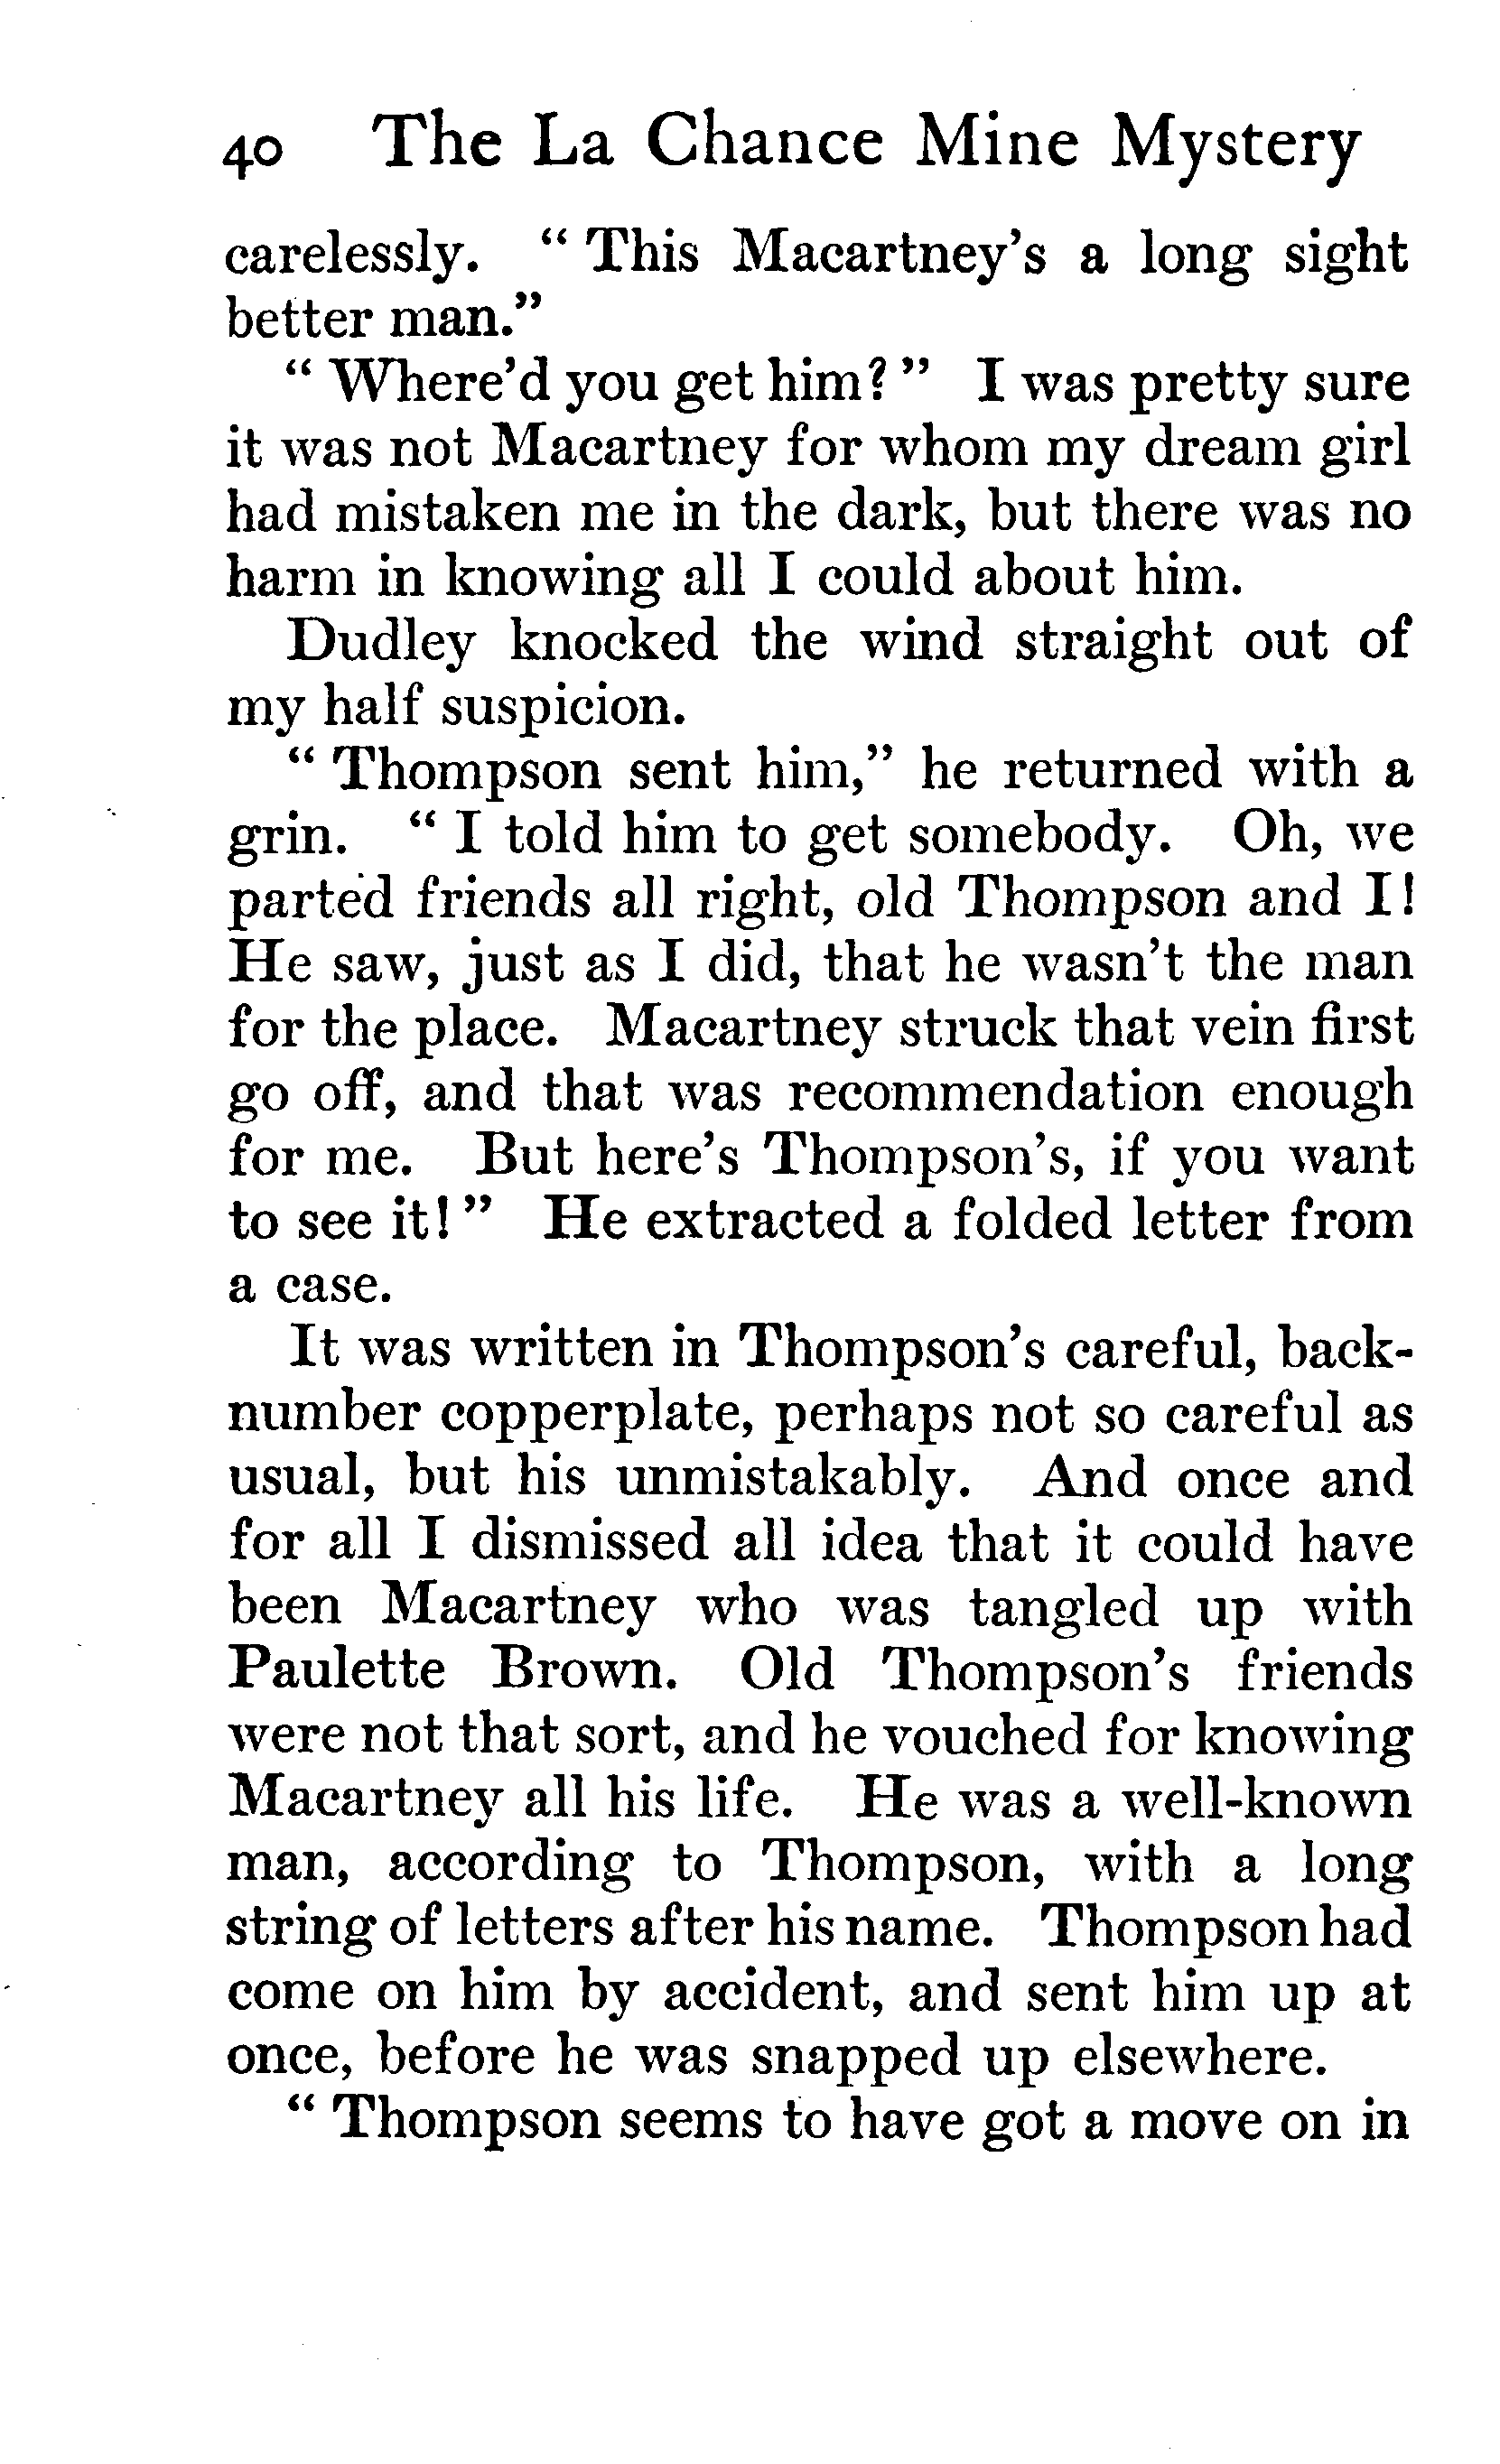 40 The La Chance Mine Mystery
carelessly. " This Macartney's a long sight
better man."
" Where'd you get him? " I was pretty sure
it was not Macartney for whom my dream girl
had mistaken me in the dark, but there was no
harm in knowing all I could about him.
Dudley knocked the wind straight out of
my half suspicion.
" Thompson sent him," he returned with a
grin. " I told him to get somebody. Oh, we
parted friends all right, old Thompson and I!
He saw, just as I did, that he wasn't the man
for the place. Macartney struck that vein first
go off, and that was recommendation enough
for me. But here's Thompson's, if you want
to see it! " He extracted a folded letter from
a case.
It was written in Thompson's careful, back-
number copperplate, perhaps not so careful as
usual, but his unmistakably. And once and
for all I dismissed all idea that it could have
been Macartney who was tangled up with
Paulette Brown. Old Thompson's friends
were not that sort, and he vouched for knowing
Macartney all his life. He was a well-known
man, according to Thompson, with a long
string of letters after his name. Thompson had
come on him by accident, and sent him up at
once, before he was snapped up elsewhere.
" Thompson seems to have got a move on in